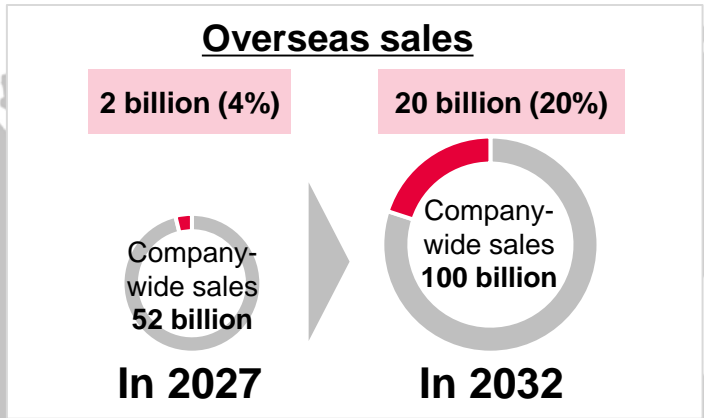 Overseas sales
2 billion (4%)
20 billion (20%)
Company-
wide sales
52 billion
Company-
wide sales
100 billion
In 2027
In 2032